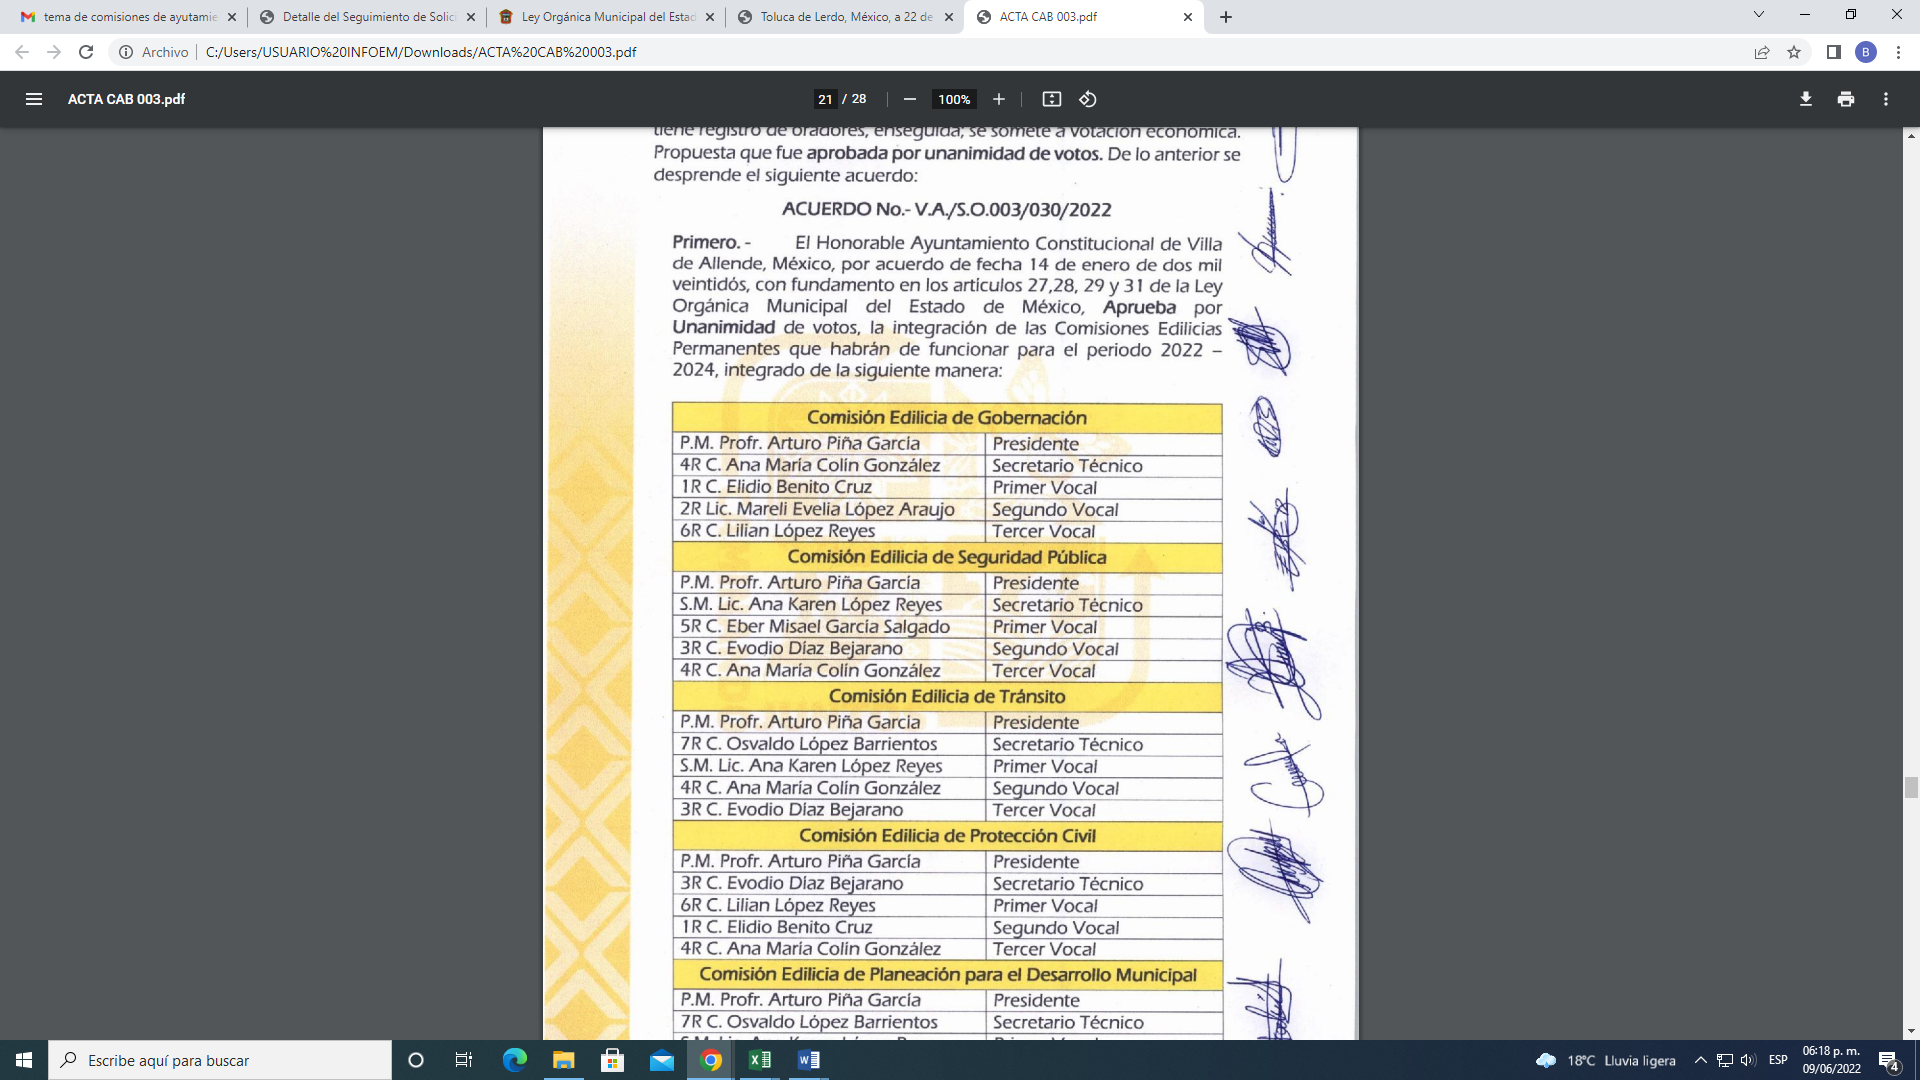 tema de comisiones de ayutamie
Detalle del Seguimiento de Solici
Ley Orgánica Municipal del Estad
Toluca de Lerdo, México, a 22 de
ACTA CAB 003.pdf
Archivo
C:/Users/USUARIO%20INFOEM/Downloads/ACTA%20CAB%20003.pdf
B
ACTA CAB 003.pdf
21 / 28
100%
tiene registro de oradores, enseguida; se somete a votación económica.
Propuesta que fue aprobada por unanimidad de votos. De lo anterior se
desprende el siguiente acuerdo:
ACUERDO No.- V.A./S.O.003/030/2022
Primero. - El Honorable Ayuntamiento Constitucional de Villa
de Allende, México, por acuerdo de fecha 14 de enero de dos mil
veintidós, con fundamento en los artículos 27,28, 29 y 31 de la Ley
Orgánica Municipal del Estado de México, Aprueba por
Unanimidad de votos, la integración de las Comisiones Edilicias
Permanentes que habrán de funcionar para el periodo 2022 –
2024, integrado de la siguiente manera:
Comisión Edilicia de Gobernación
P.M. Profr. Arturo Piña García Presidente
4R C. Ana María Colín González Secretario Técnico
1R C. Elidio Benito Cruz Primer Vocal
2R Lic. Mareli Evelia López Araujo Segundo Vocal
6R C. Lilian López Reyes Tercer Vocal
Comisión Edilicia de Seguridad Pública
P.M. Profr. Arturo Piña García Presidente
S.M. Lic. Ana Karen López Reyes Secretario Técnico
5R C. Eber Misael Garcia Salgado Primer Vocal
3R C. Evodio Díaz Bejarano Segundo Vocal
4R C. Ana María Colín González Tercer Vocal
Comisión Edilicia de Tránsito
P.M. Profr. Arturo Piña García Presidente
7R C. Osvaldo López Barrientos Secretario Técnico
S.M. Lic. Ana Karen López Reyes Primer Vocal
4R C. Ana María Colín González Segundo Vocal
3R C. Evodio Díaz Bejarano Tercer Vocal
Comisión Edilicia de Protección Civil
P.M. Profr. Arturo Piña García Presidente
3R C. Evodio Díaz Bejarano Secretario Técnico
6R C. Lilian López Reyes Primer Vocal
1R C. Elidio Benito Cruz Segundo Vocal
4R C. Ana María Colín González Tercer Vocal
Comisión Edilicia de Planeación para el Desarrollo Municipal
P.M. Profr. Arturo Piña García Presidente
7R C. Osvaldo López Barrientos Secretario Técnico
Escribe aquí para buscar
18°C Lluvia ligera
ESP
06:18 p. m.
09/06/2022
4